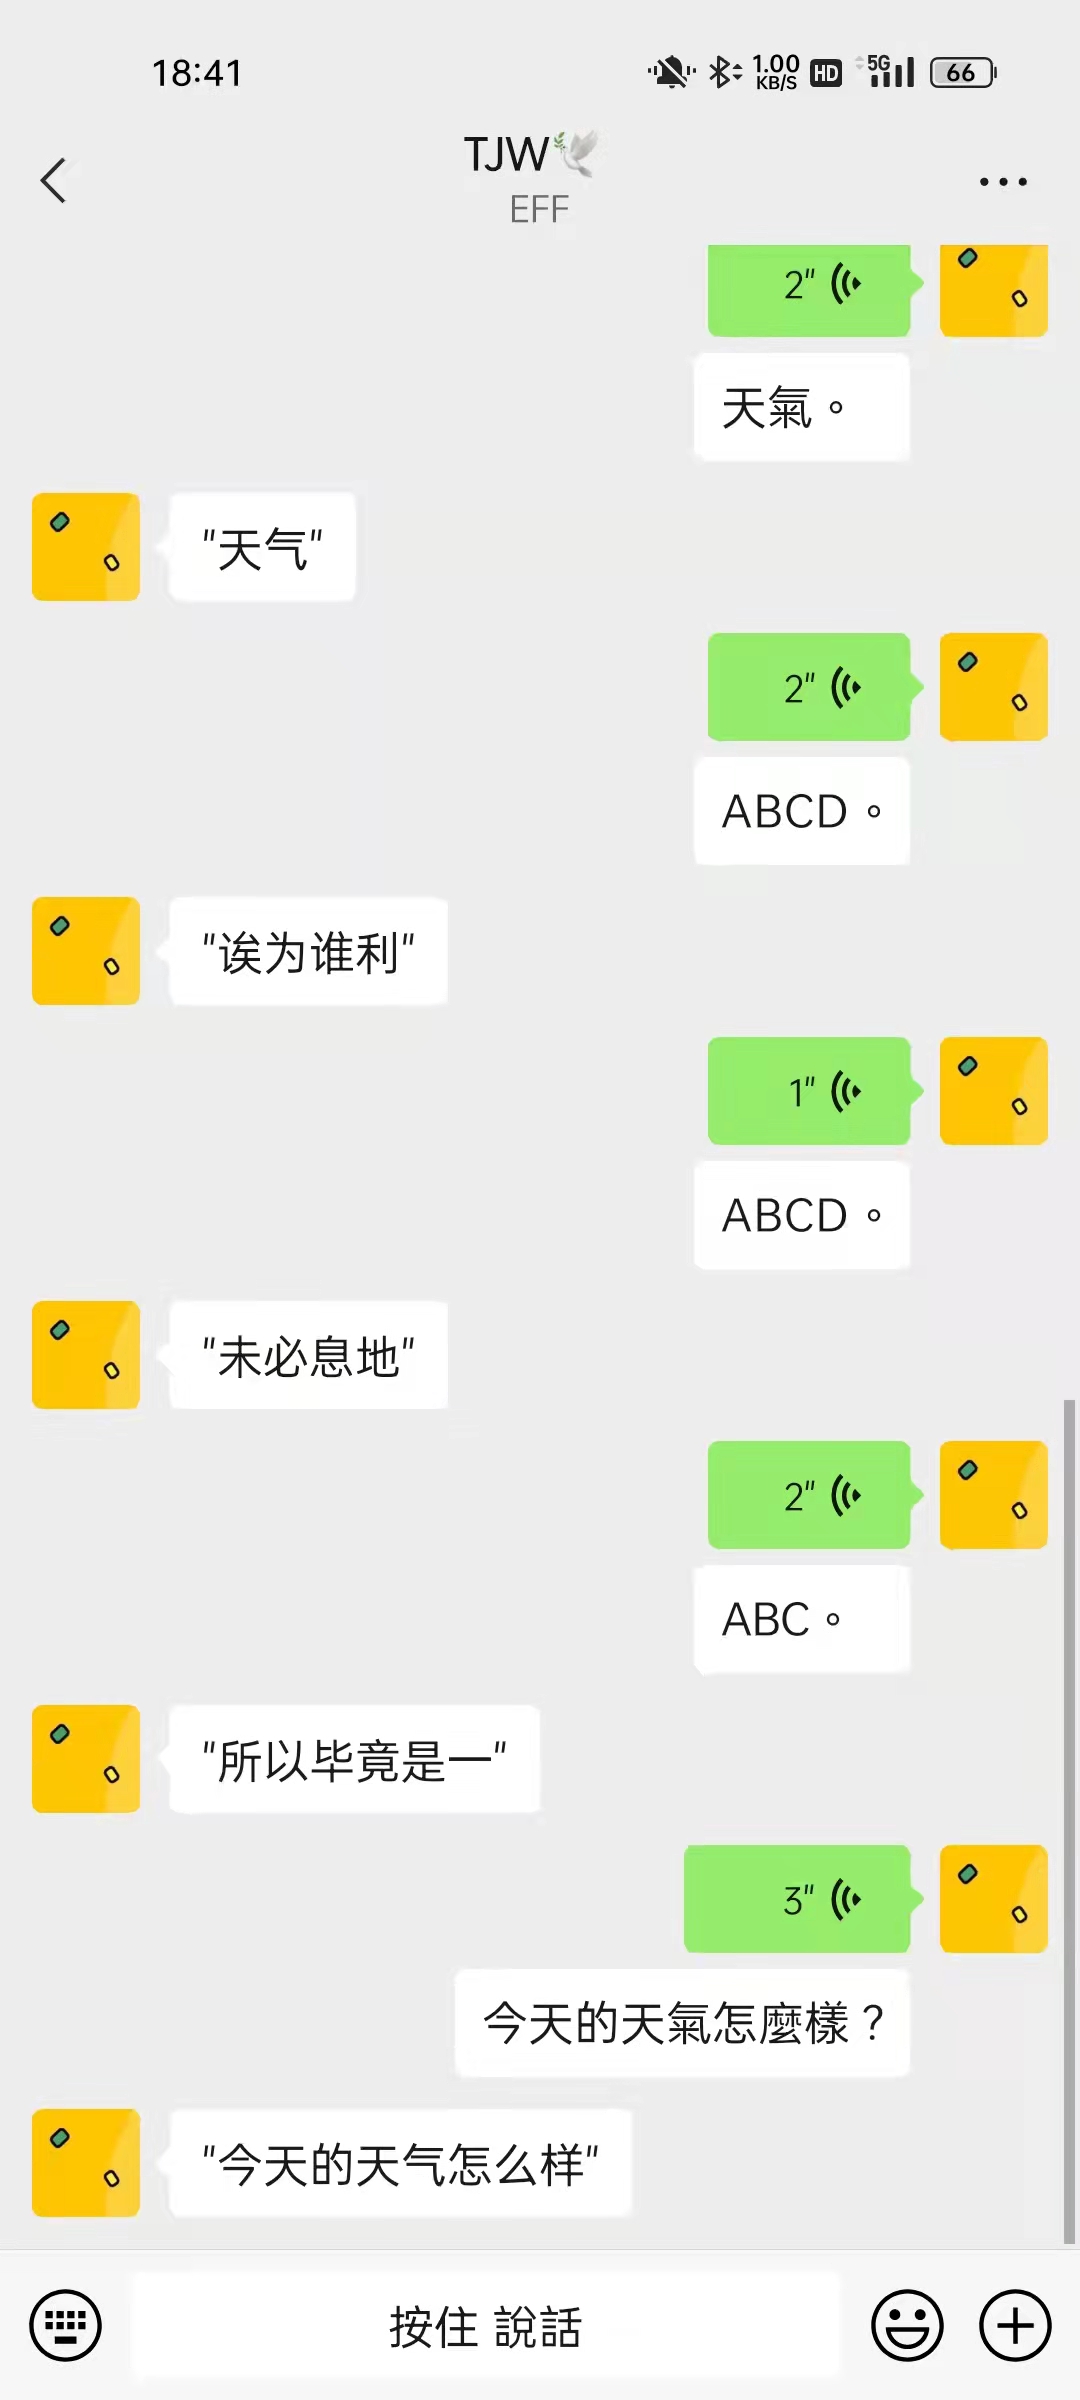 18:41
1.00 KB/S HD 5G 66
TJW🕊️
EFF
2"
天氣。
"天气"
2"
ABCD。
"诶为谁利"
1"
ABCD。
"未必息地"
2"
ABC。
"所以毕竟是一"
3"
今天的天氣怎麼樣？
"今天的天气怎么样"
按住 說話